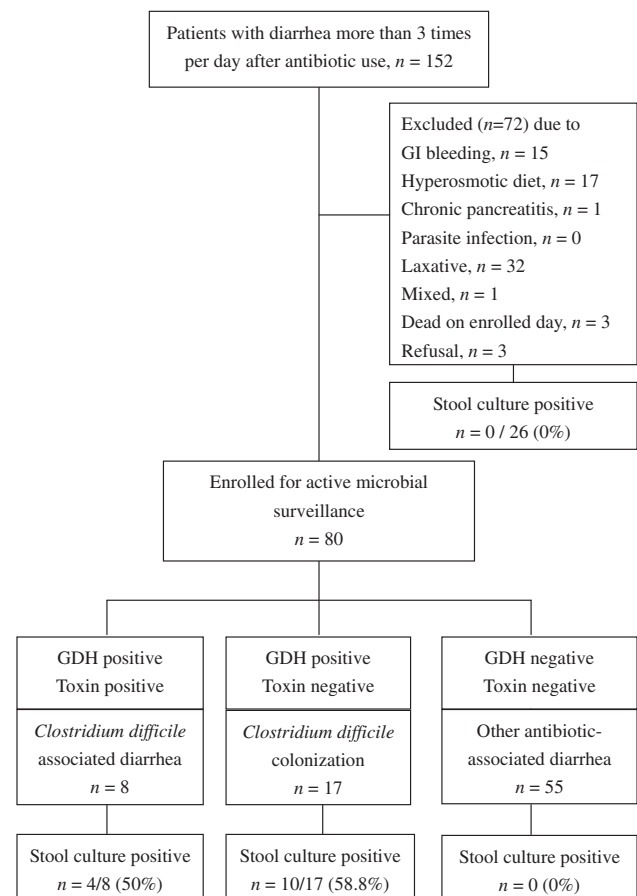 Patients with diarrhea more than 3 times
per day after antibiotic use, n = 152
Excluded (n=72) due to
GI bleeding, n = 15
Hyperosmotic diet, n = 17
Chronic pancreatitis, n = 1
Parasite infection, n = 0
Laxative, n = 32
Mixed, n = 1
Dead on enrolled day, n = 3
Refusal, n = 3
Stool culture positive
n = 0 / 26 (0%)
Enrolled for active microbial
surveillance
n = 80
GDH positive
Toxin positive
Clostridium difficile
associated diarrhea
n = 8
Stool culture positive
n = 4/8 (50%)
GDH positive
Toxin negative
Clostridium difficile
colonization
n = 17
Stool culture positive
n = 10/17 (58.8%)
GDH negative
Toxin negative
Other antibiotic-
associated diarrhea
n = 55
Stool culture positive
n = 0 (0%)